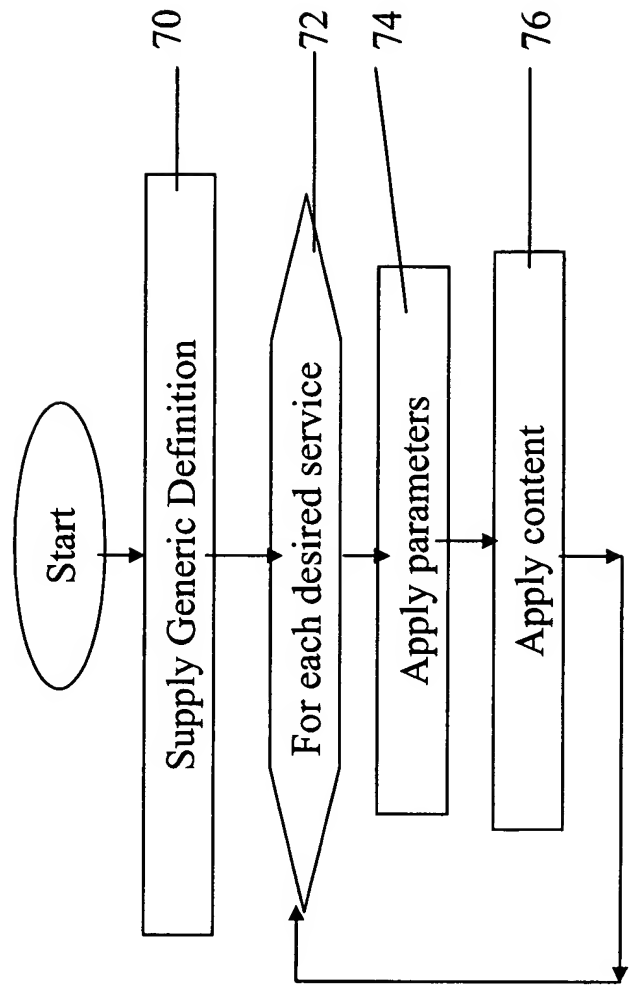 Start
Supply Generic Definition
70
For each desired service
72
Apply parameters
74
Apply content
76